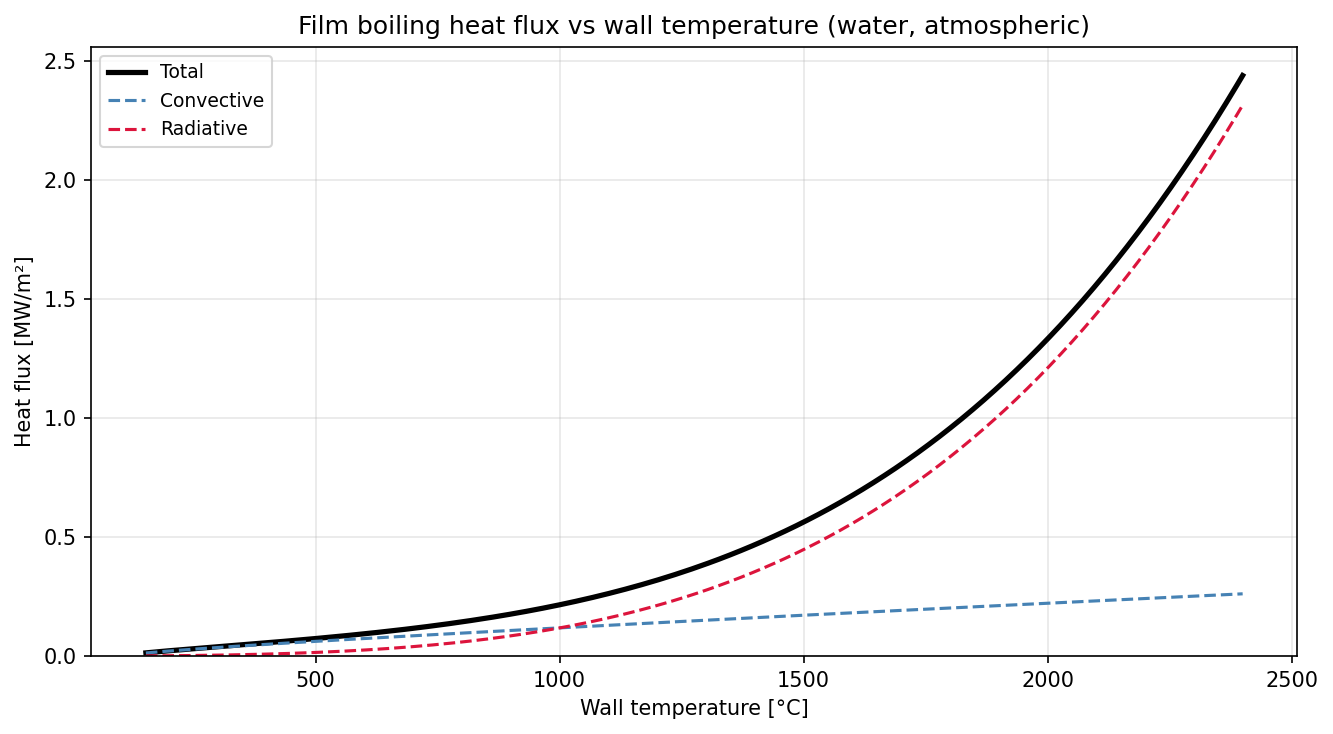 Film boiling heat flux vs wall temperature (water, atmospheric)
Total
Convective
Radiative
Heat flux [MW/m²]
2.5
2.0
1.5
1.0
0.5
0.0
500
1000
1500
2000
2500
Wall temperature [°C]